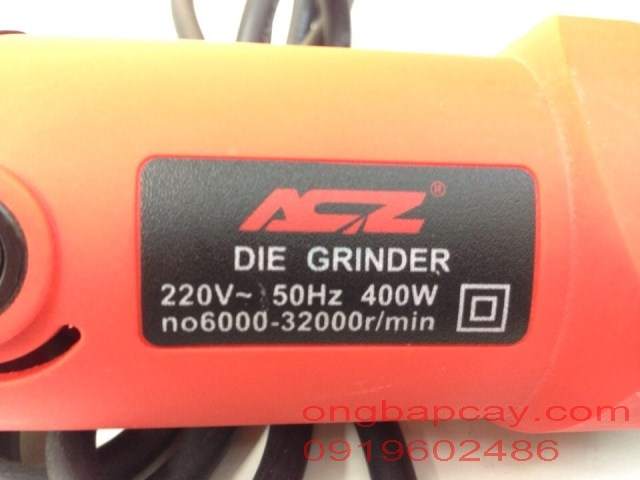 ACZ®
DIE GRINDER
220V~ 50Hz 400W
no6000-32000r/min
ongbapcay.com
0919602486